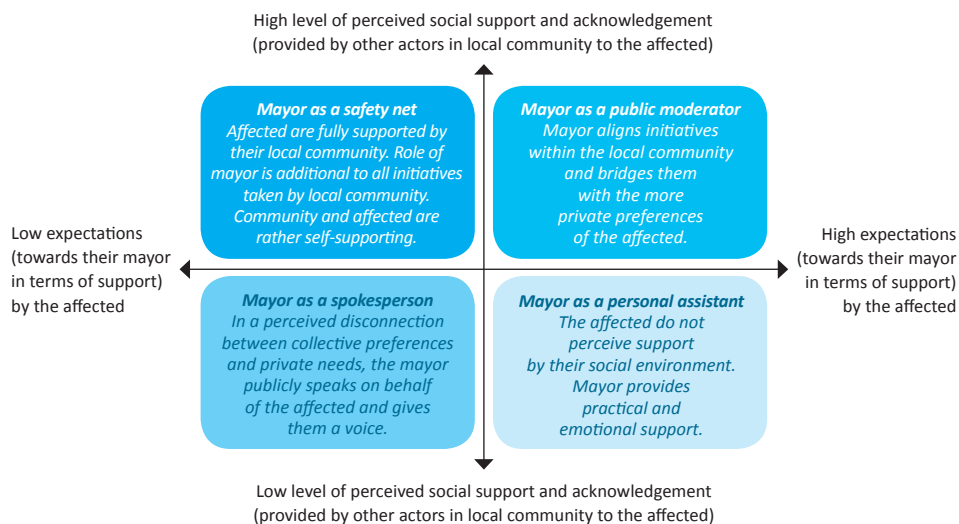 High level of perceived social support and acknowledgement
(provided by other actors in local community to the affected)
Mayor as a safety net
Affected are fully supported by
their local community. Role of
mayor is additional to all initiatives
taken by local community.
Community and affected are
rather self-supporting.
Mayor as a public moderator
Mayor aligns initiatives
within the local community
and bridges them
with the more
private preferences
of the affected.
Low expectations
(towards their mayor
in terms of support)
by the affected
High expectations
(towards their mayor
in terms of support)
by the affected
Mayor as a spokesperson
In a perceived disconnection
between collective preferences
and private needs, the mayor
publicly speaks on behalf
of the affected and gives
them a voice.
Mayor as a personal assistant
The affected do not
perceive support
by their social environment.
Mayor provides
practical and
emotional support.
Low level of perceived social support and acknowledgement
(provided by other actors in local community to the affected)